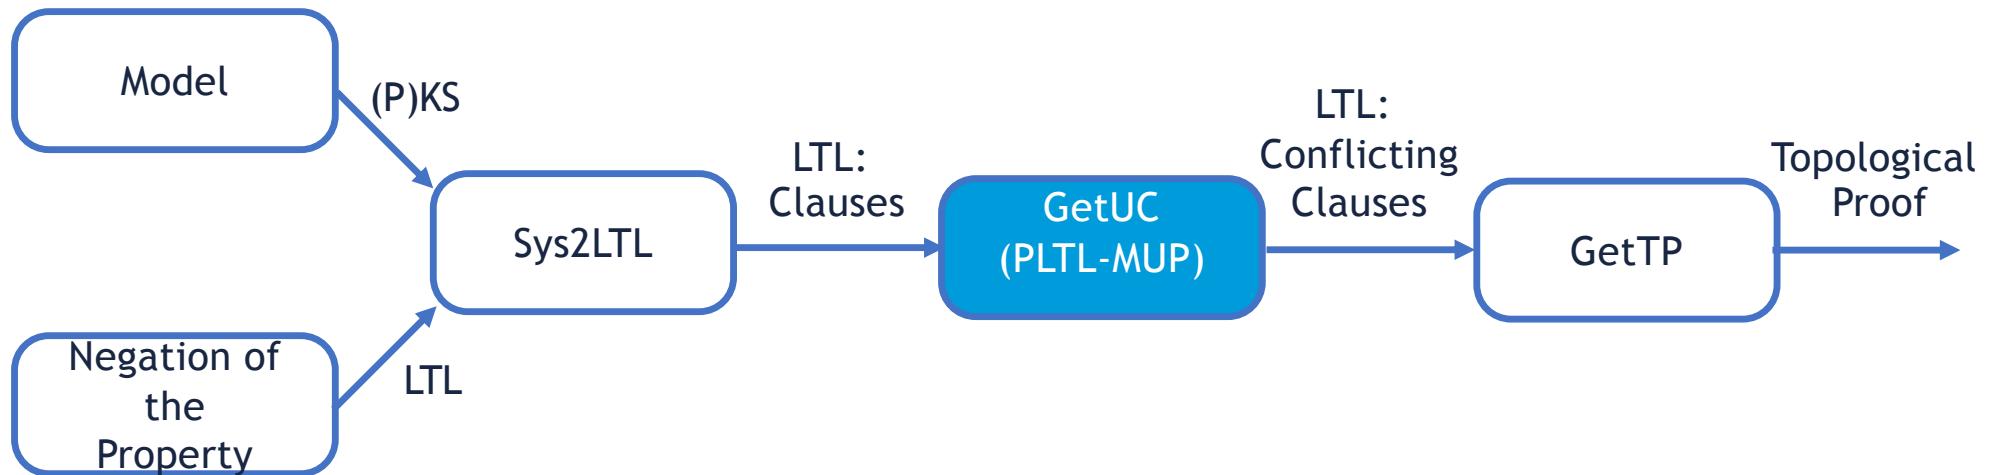 Model
(P)KS
Negation of
the
Property
LTL
Sys2LTL
LTL:
Clauses
GetUC
(PLTL-MUP)
LTL:
Conflicting
Clauses
GetTP
Topological
Proof